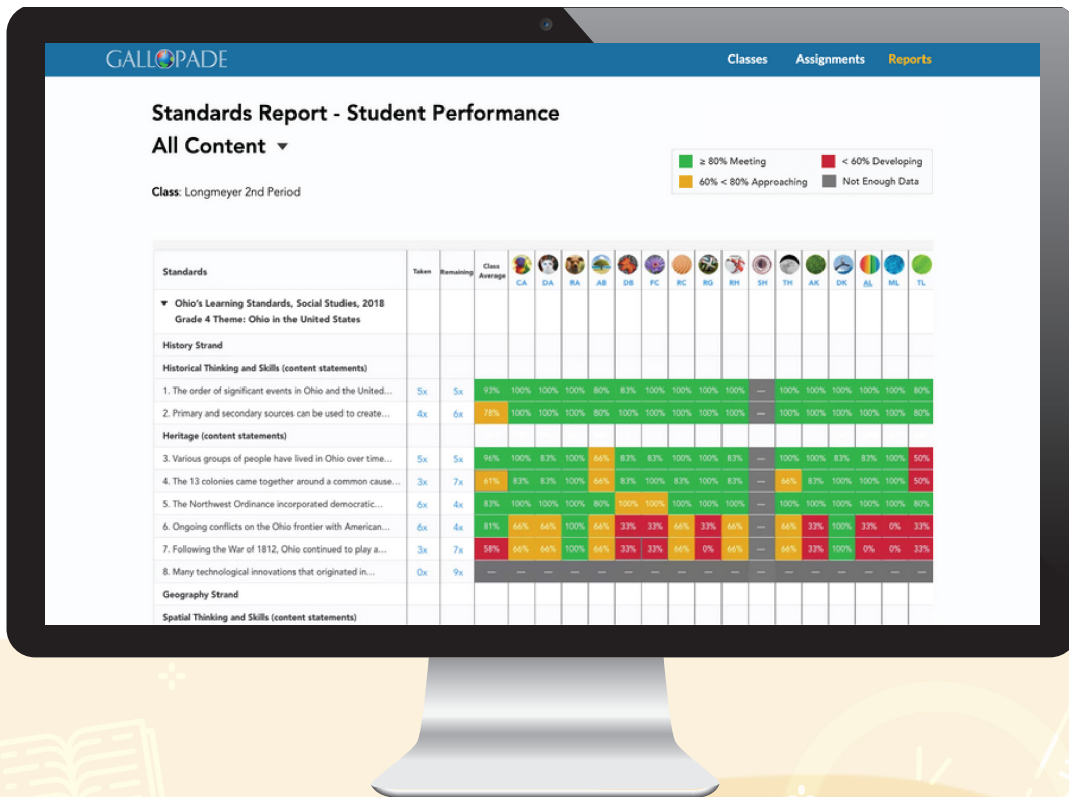 GALLOPADE
Classes Assignments Reports
Standards Report - Student Performance
All Content
≥ 80% Meeting < 60% Developing
60% < 80% Approaching Not Enough Data
Class: Longmeyer 2nd Period
Standards Taken Remaining Class Average CA DA RA AB DB FC RC RG RH SH TH AK DK AL ML TL
Ohio's Learning Standards, Social Studies, 2018
Grade 4 Theme: Ohio in the United States
History Strand
Historical Thinking and Skills (content statements)
1. The order of significant events in Ohio and the United... 5x 5x 93% 100% 100% 100% 80% 83% 100% 100% 100% 100% — 100% 100% 100% 100% 100% 80%
2. Primary and secondary sources can be used to create... 4x 6x 78% 100% 100% 100% 80% 100% 100% 100% 100% 100% — 100% 100% 100% 100% 100% 80%
Heritage (content statements)
3. Various groups of people have lived in Ohio over time... 5x 5x 96% 100% 83% 100% 66% 83% 83% 100% 100% 83% — 100% 100% 83% 83% 100% 50%
4. The 13 colonies came together around a common cause... 3x 7x 61% 83% 83% 100% 66% 83% 100% 83% 100% 83% — 66% 83% 100% 100% 100% 50%
5. The Northwest Ordinance incorporated democratic... 6x 4x 83% 100% 100% 100% 80% 100% 100% 100% 100% 100% — 100% 100% 100% 100% 100% 80%
6. Ongoing conflicts on the Ohio frontier with American... 6x 4x 81% 66% 66% 100% 66% 33% 33% 66% 33% 66% — 66% 33% 100% 33% 0% 33%
7. Following the War of 1812, Ohio continued to play a... 3x 7x 58% 66% 66% 100% 66% 33% 33% 66% 0% 66% — 66% 33% 100% 0% 0% 33%
8. Many technological innovations that originated in... 0x 9x — — — — — — — — — — — — — — — — —
Geography Strand
Spatial Thinking and Skills (content statements)